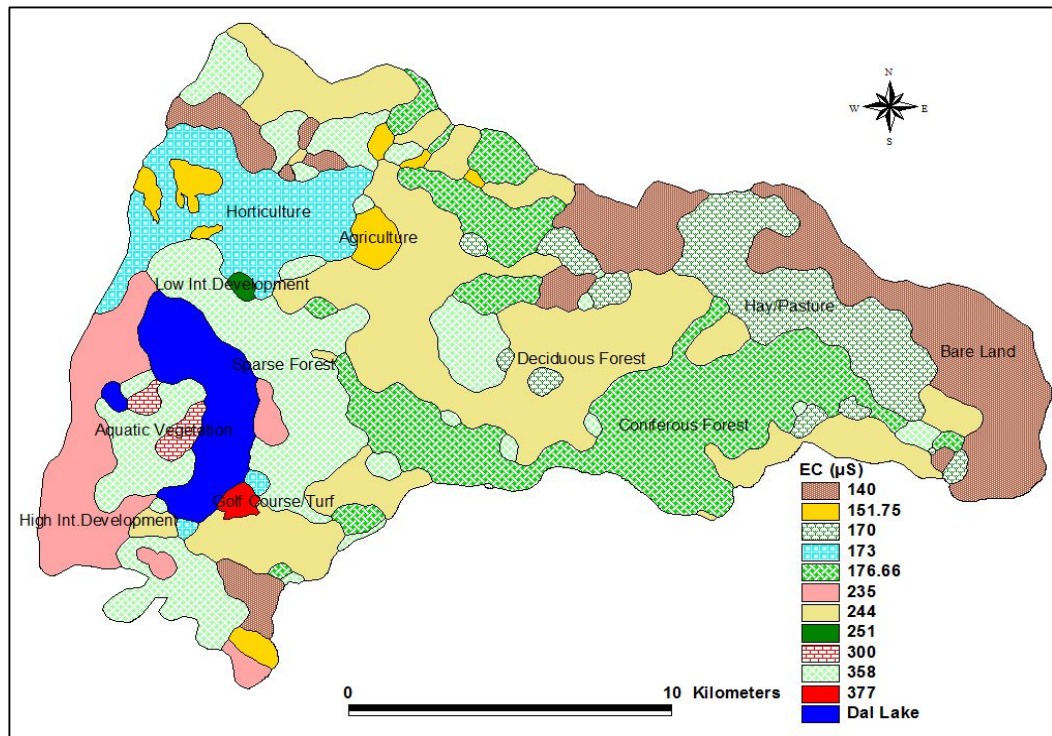 N
W
E
S
Horticulture
Agriculture
Low Int.Development
Hay/Pasture
Sparse Forest
Deciduous Forest
Bare Land
Aquatic Vegetation
Coniferous Forest
Golf Course/Turf
High Int.Development
EC (µS)
140
151.75
170
173
176.66
235
244
251
300
358
377
Dal Lake
0
10
Kilometers